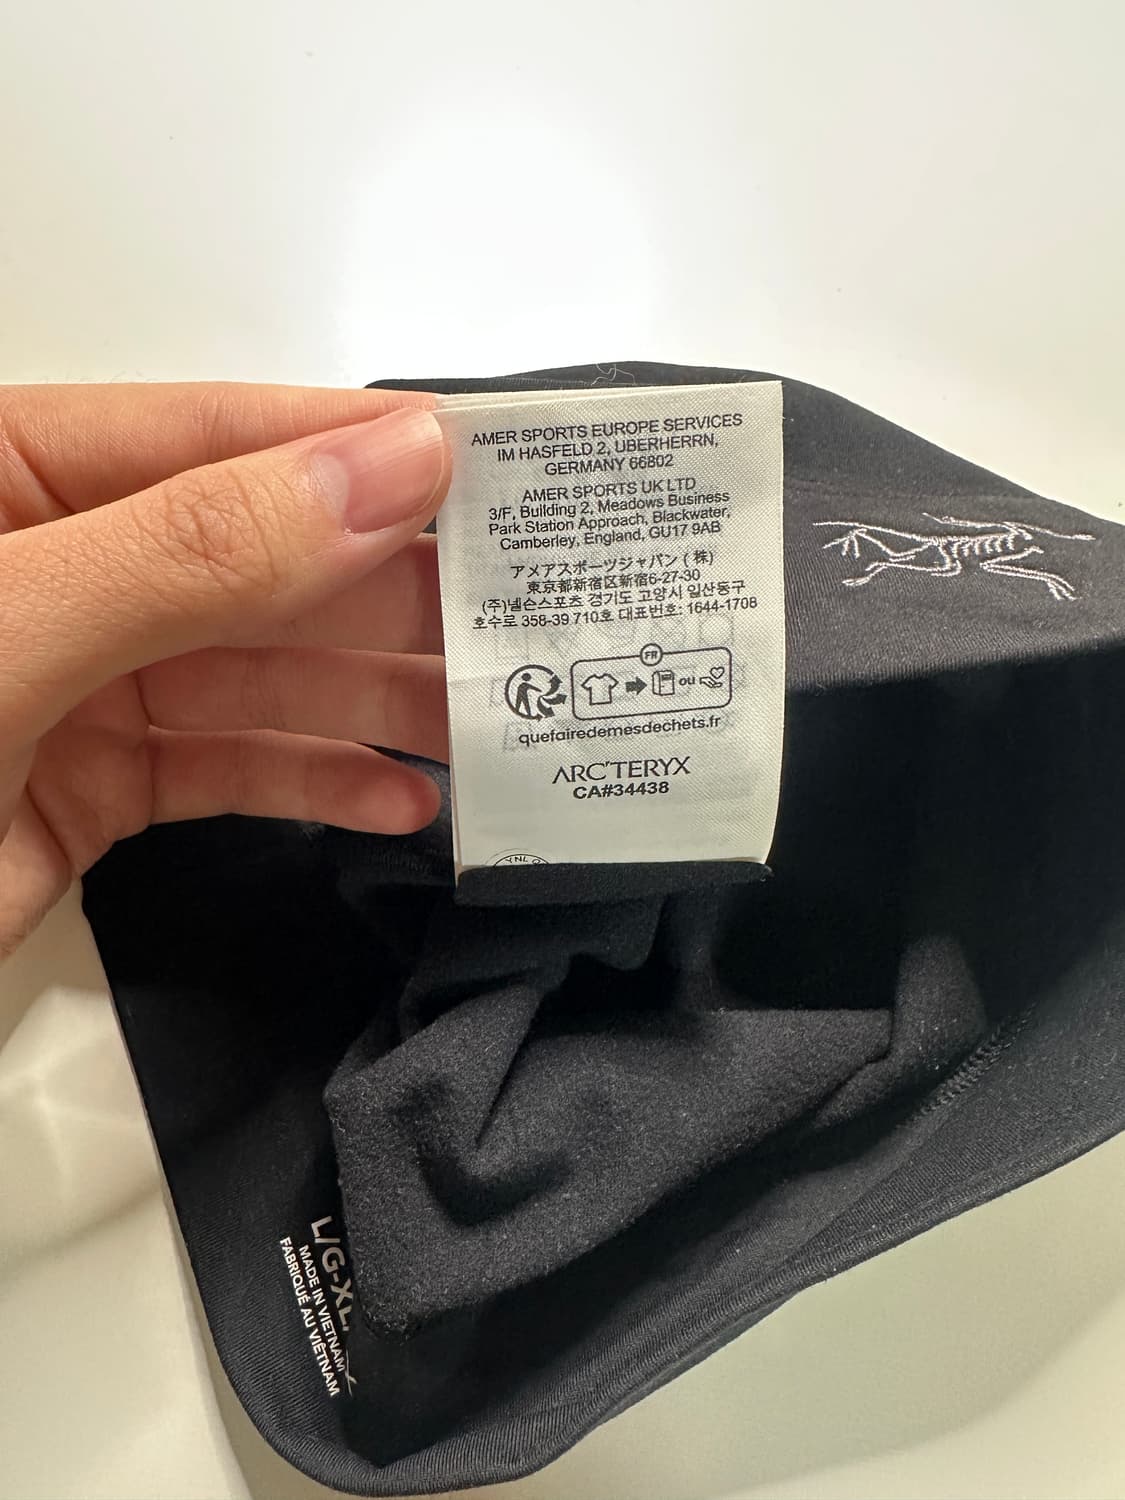 AMER SPORTS EUROPE SERVICES
IM HASFELD 2, UBERHERRN,
GERMANY 66802
AMER SPORTS UK LTD
3/F, Building 2, Meadows Business
Park Station Approach, Blackwater,
Camberley, England, GU17 9AB
アメアスポーツジャパン (株)
東京都新宿区新宿6-27-30
(주)넬슨스포츠 경기도 고양시 일산동구
호수로 358-39 710호 대표번호: 1644-1708
FR
ou
quefairedemesdechets.fr
ARC'TERYX
CA#34438
L/G-XL/
MADE IN VIETNAM
FABRIQUÉ AU VIÊTNAM